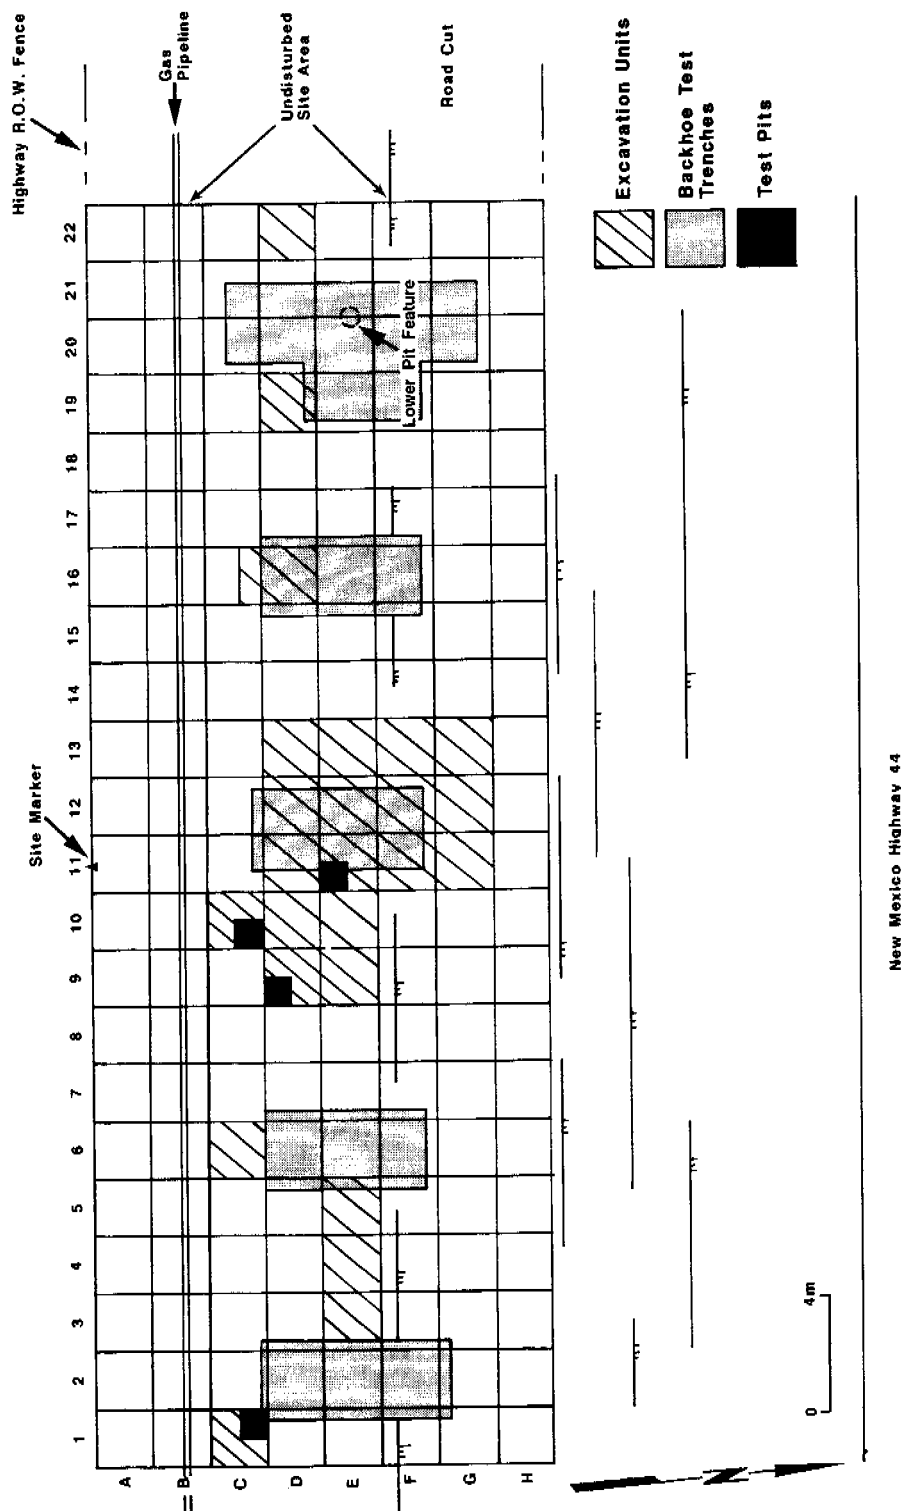 Highway R.O.W. Fence
Gas
Pipeline
Undisturbed
Site Area
Road Cut
Site Marker
22
21
20
19
18
17
16
15
14
13
12
11
10
9
8
7
6
5
4
3
2
1
A
B
C
D
E
F
G
H
Lower Pit Feature
Excavation Units
Backhoe Test
Trenches
Test Pits
0
4m
N
New Mexico Highway 44